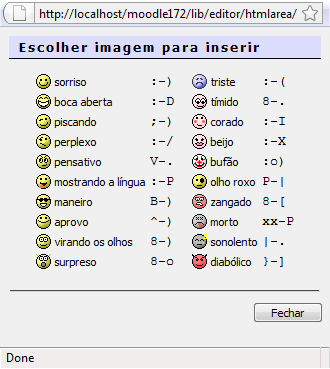 http://localhost/moodle172/lib/editor/htmlarea/
Escolher imagem para inserir
sorriso :-) triste :-(
boca aberta :-D tímido 8-.
piscando ;-) corado :-I
perplexo :-/ beijo :-X
pensativo V-. bufão :o)
mostrando a língua :-P olho roxo P-|
maneiro B-) zangado 8-[
aprovo ^-) morto xx-P
virando os olhos 8-) sonolento |-.
surpreso 8-o diabólico }-]
Fechar
Done